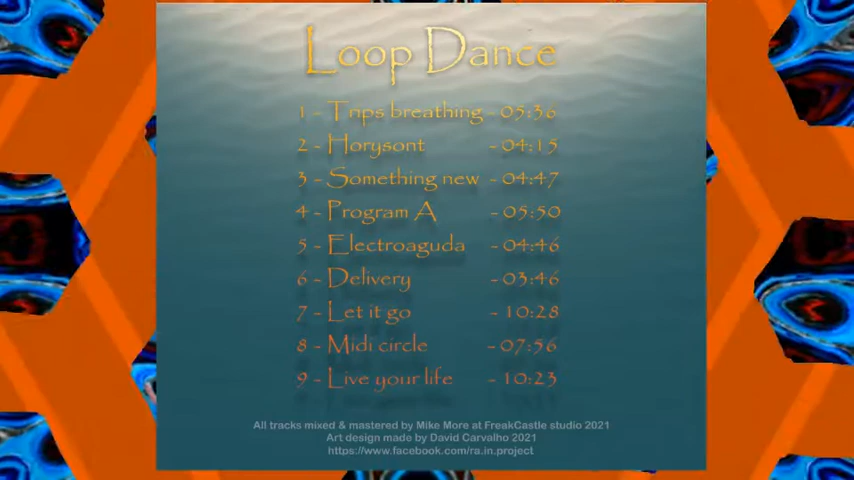 Loop Dance
1 - Trips breathing - 05:36
2 - Horysont - 04:15
3 - Something new - 04:47
4 - Program A - 05:50
5 - Electroaguda - 04:46
6 - Delivery - 03:46
7 - Let it go - 10:28
8 - Midi circle - 07:56
9 - Live your life - 10:23
All tracks mixed & mastered by Mike More at FreakCastle studio 2021
Art design made by David Carvalho 2021
https://www.facebook.com/ra.in.project